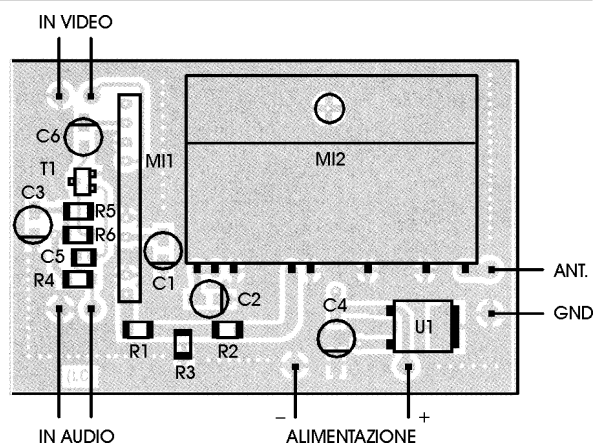 IN VIDEO
C6
T1
MI1
MI2
C3
R5
R6
C5
R4
C1
C2
C4
U1
ANT.
GND
R1
R2
R3
−
+
IN AUDIO
ALIMENTAZIONE